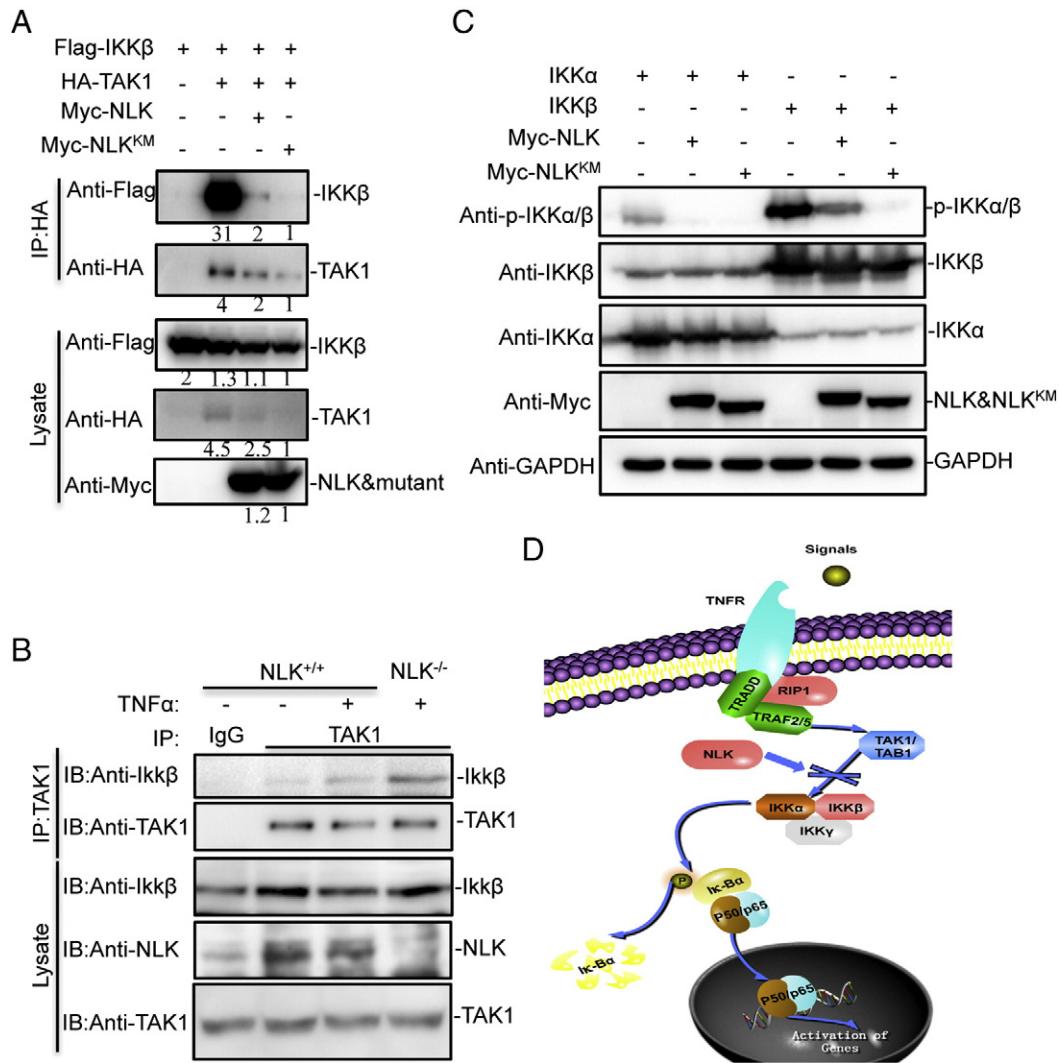 A
Flag-IKKβ + + + +
HA-TAK1 - + + +
Myc-NLK - - + -
Myc-NLKᴷᴹ - - - +
IP:HA
Anti-Flag -IKKβ
31 2 1
Anti-HA -TAK1
4 2 1
Lysate
Anti-Flag -IKKβ
2 1.3 1.1 1
Anti-HA -TAK1
4.5 2.5 1
Anti-Myc -NLK&mutant
1.2 1
B
NLK⁺/⁺ NLK⁻/⁻
TNFα: - - + +
IP: IgG TAK1
IP:TAK1
IB:Anti-Ikkβ -Ikkβ
IB:Anti-TAK1 -TAK1
Lysate
IB:Anti-Ikkβ -Ikkβ
IB:Anti-NLK -NLK
IB:Anti-TAK1 -TAK1
C
IKKα + + + - - -
IKKβ - - - + + +
Myc-NLK - + - - + -
Myc-NLKᴷᴹ - - + - - +
Anti-p-IKKα/β -p-IKKα/β
Anti-IKKβ -IKKβ
Anti-IKKα -IKKα
Anti-Myc -NLK&NLKᴷᴹ
Anti-GAPDH -GAPDH
D
Signals
TNFR
TRADD
RIP1
TRAF2/5
TAK1/
TAB1
NLK
IKKα
IKKβ
IKKγ
P
Iκ-Bα
P50/p65
Iκ-Bα
P50/p65
Activation of
Genes